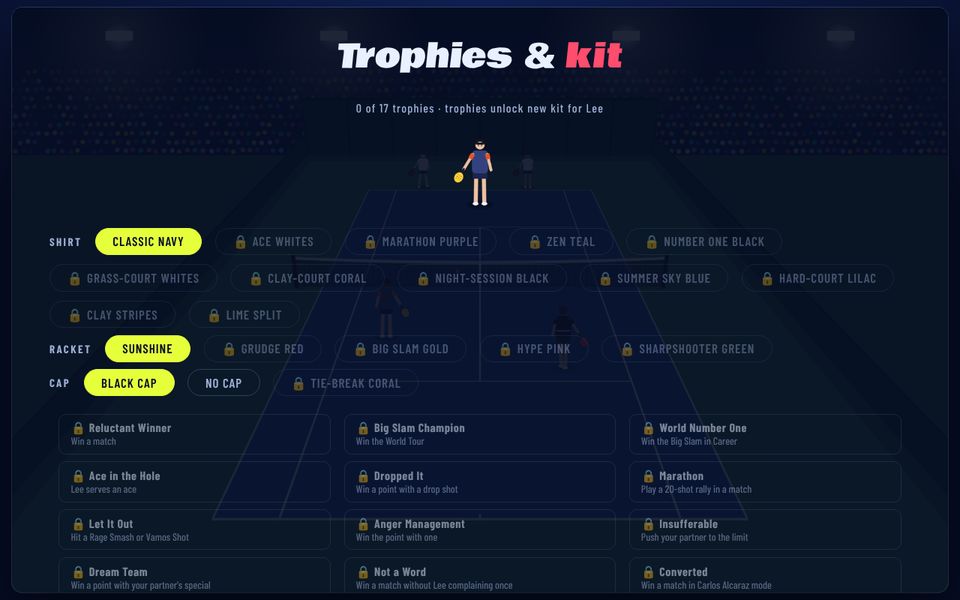 Trophies & kit
0 of 17 trophies · trophies unlock new kit for Lee
SHIRT CLASSIC NAVY ACE WHITES MARATHON PURPLE ZEN TEAL NUMBER ONE BLACK
GRASS-COURT WHITES CLAY-COURT CORAL NIGHT-SESSION BLACK SUMMER SKY BLUE HARD-COURT LILAC
CLAY STRIPES LIME SPLIT
RACKET SUNSHINE GRUDGE RED BIG SLAM GOLD HYPE PINK SHARPSHOOTER GREEN
CAP BLACK CAP NO CAP TIE-BREAK CORAL
Reluctant Winner Big Slam Champion World Number One
Win a match Win the World Tour Win the Big Slam in Career
Ace in the Hole Dropped It Marathon
Lee serves an ace Win a point with a drop shot Play a 20-shot rally in a match
Let It Out Anger Management Insufferable
Hit a Rage Smash or Vamos Shot Win the point with one Push your partner to the limit
Dream Team Not a Word Converted
Win a point with your partner's special Win a match without Lee complaining once Win a match in Carlos Alcaraz mode